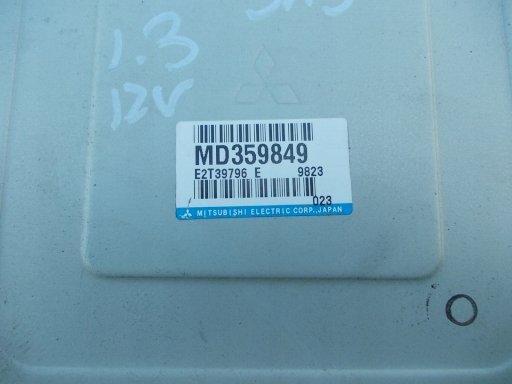 1.3
12V
MD359849
E2T39796 E 9823
023
MITSUBISHI ELECTRIC CORP.,JAPAN